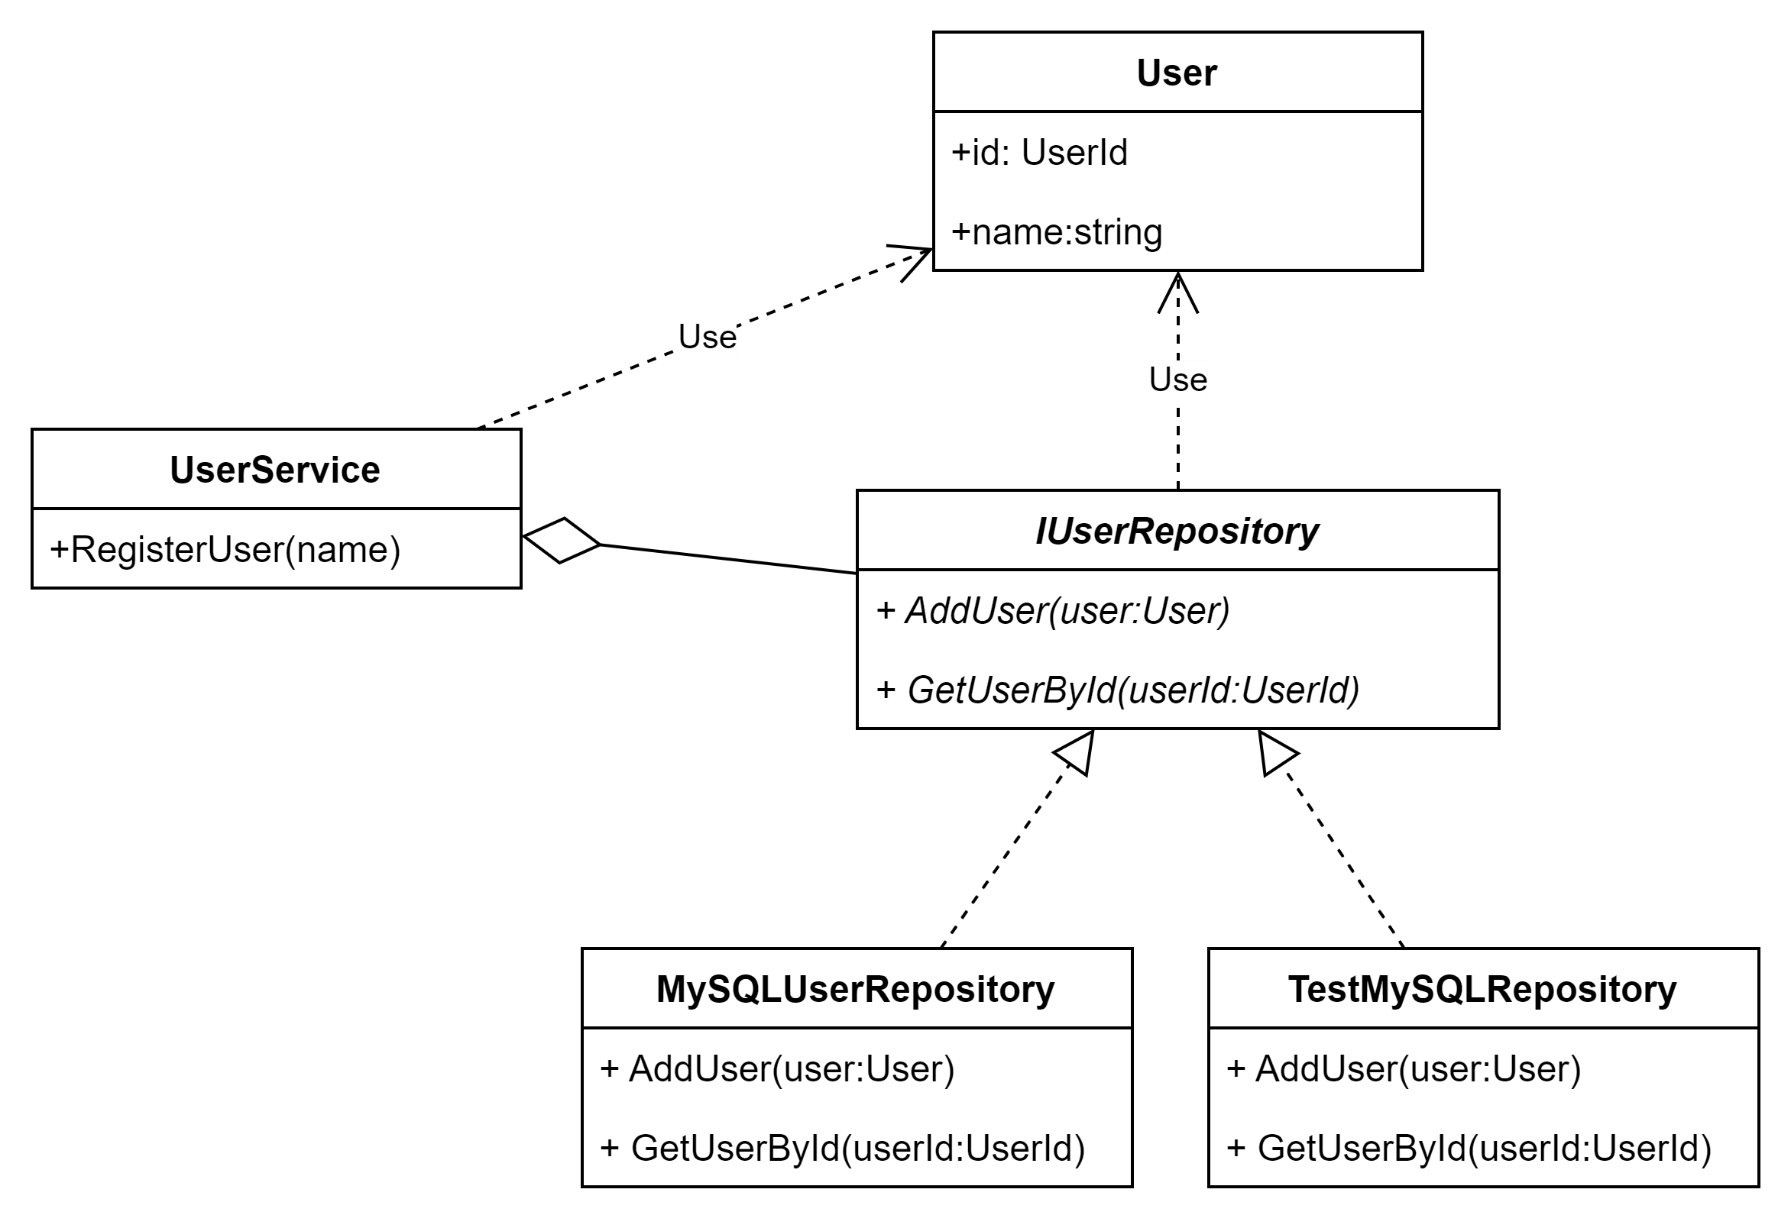 User
+id: UserId
+name:string
Use
Use
UserService
+RegisterUser(name)
IUserRepository
+ AddUser(user:User)
+ GetUserById(userId:UserId)
MySQLUserRepository
+ AddUser(user:User)
+ GetUserById(userId:UserId)
TestMySQLRepository
+ AddUser(user:User)
+ GetUserById(userId:UserId)